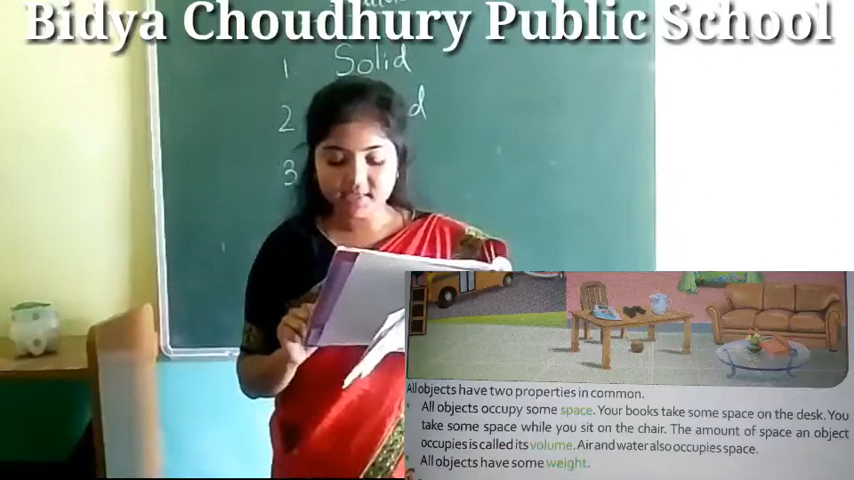 Bidya Choudhury Public School
1 Solid
2
3
All objects have two properties in common.
All objects occupy some space. Your books take some space on the desk. You
take some space while you sit on the chair. The amount of space an object
occupies is called its volume. Air and water also occupies space.
All objects have some weight.